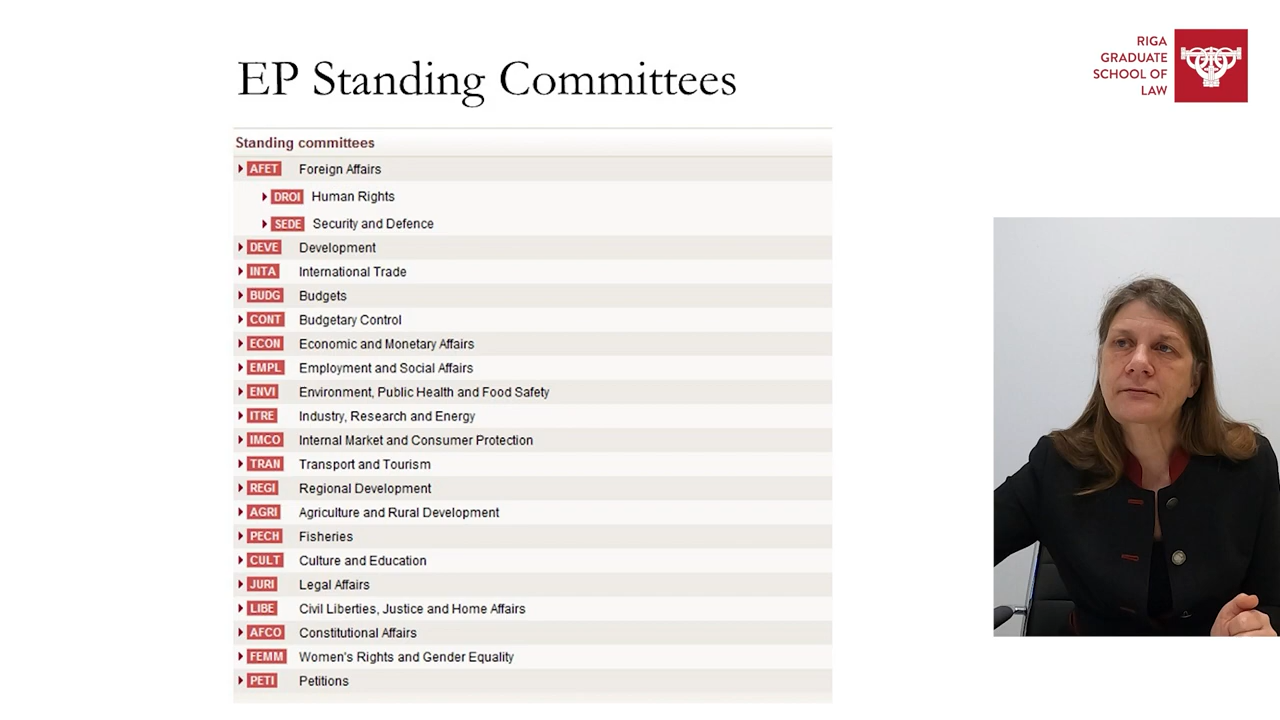 EP Standing Committees
RIGA
GRADUATE
SCHOOL OF
LAW
Standing committees
AFET Foreign Affairs
DROI Human Rights
SEDE Security and Defence
DEVE Development
INTA International Trade
BUDG Budgets
CONT Budgetary Control
ECON Economic and Monetary Affairs
EMPL Employment and Social Affairs
ENVI Environment, Public Health and Food Safety
ITRE Industry, Research and Energy
IMCO Internal Market and Consumer Protection
TRAN Transport and Tourism
REGI Regional Development
AGRI Agriculture and Rural Development
PECH Fisheries
CULT Culture and Education
JURI Legal Affairs
LIBE Civil Liberties, Justice and Home Affairs
AFCO Constitutional Affairs
FEMM Women's Rights and Gender Equality
PETI Petitions